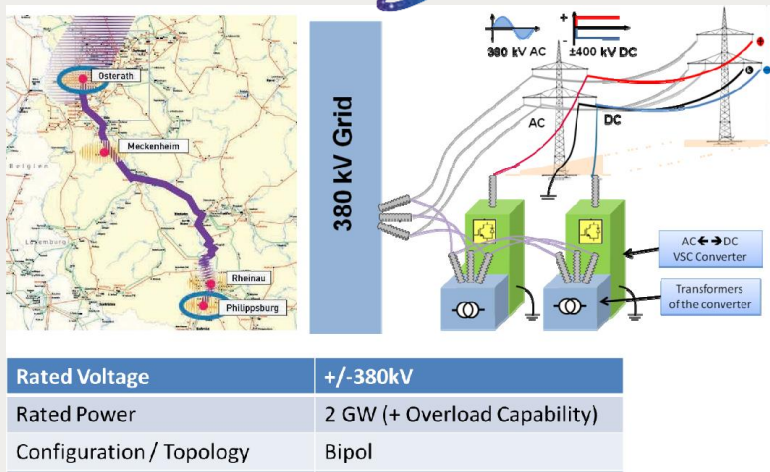 Osterath
Meckenheim
Rheinau
Philippsburg
Belgien
Luxemburg
380 kV Grid
380 kV AC
+
-
±400 kV DC
AC
DC
AC ←→ DC
VSC Converter
Transformers
of the converter
Rated Voltage +/-380kV
Rated Power 2 GW (+ Overload Capability)
Configuration / Topology Bipol